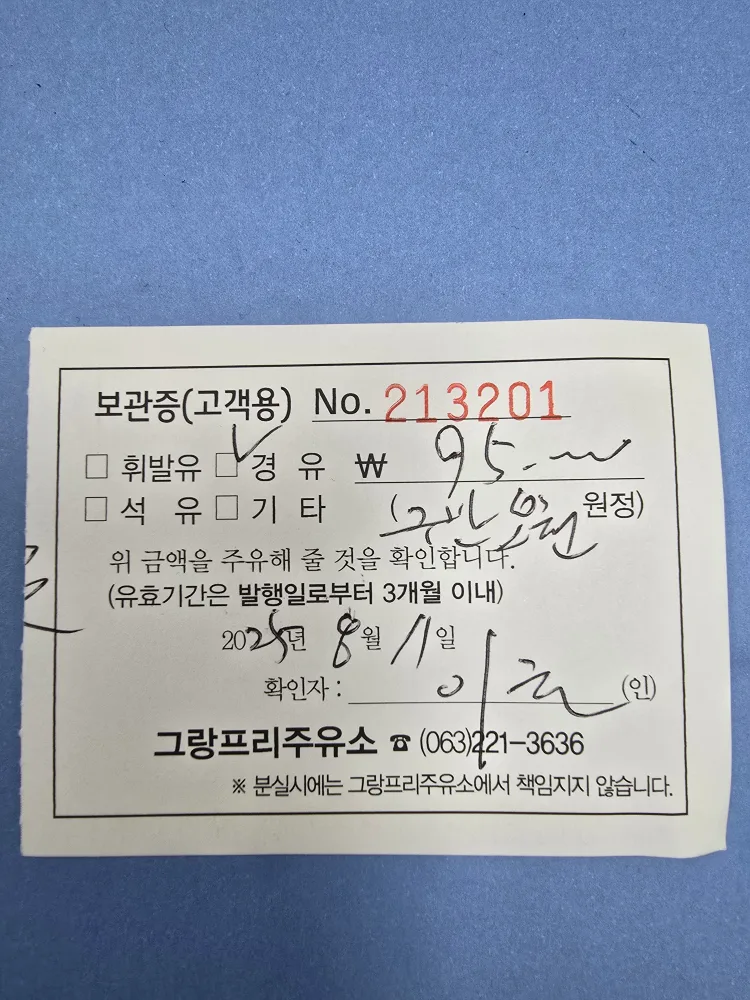 보관증(고객용) No. 213201
☐ 휘발유 ☑ 경 유 ₩ 95.
☐ 석 유 ☐ 기 타 (구만오천 원정)
위 금액을 주유해 줄 것을 확인합니다.
(유효기간은 발행일로부터 3개월 이내)
2025년 8월 11일
확인자 : (인)
그랑프리주유소 ☎ (063)221-3636
※ 분실시에는 그랑프리주유소에서 책임지지 않습니다.